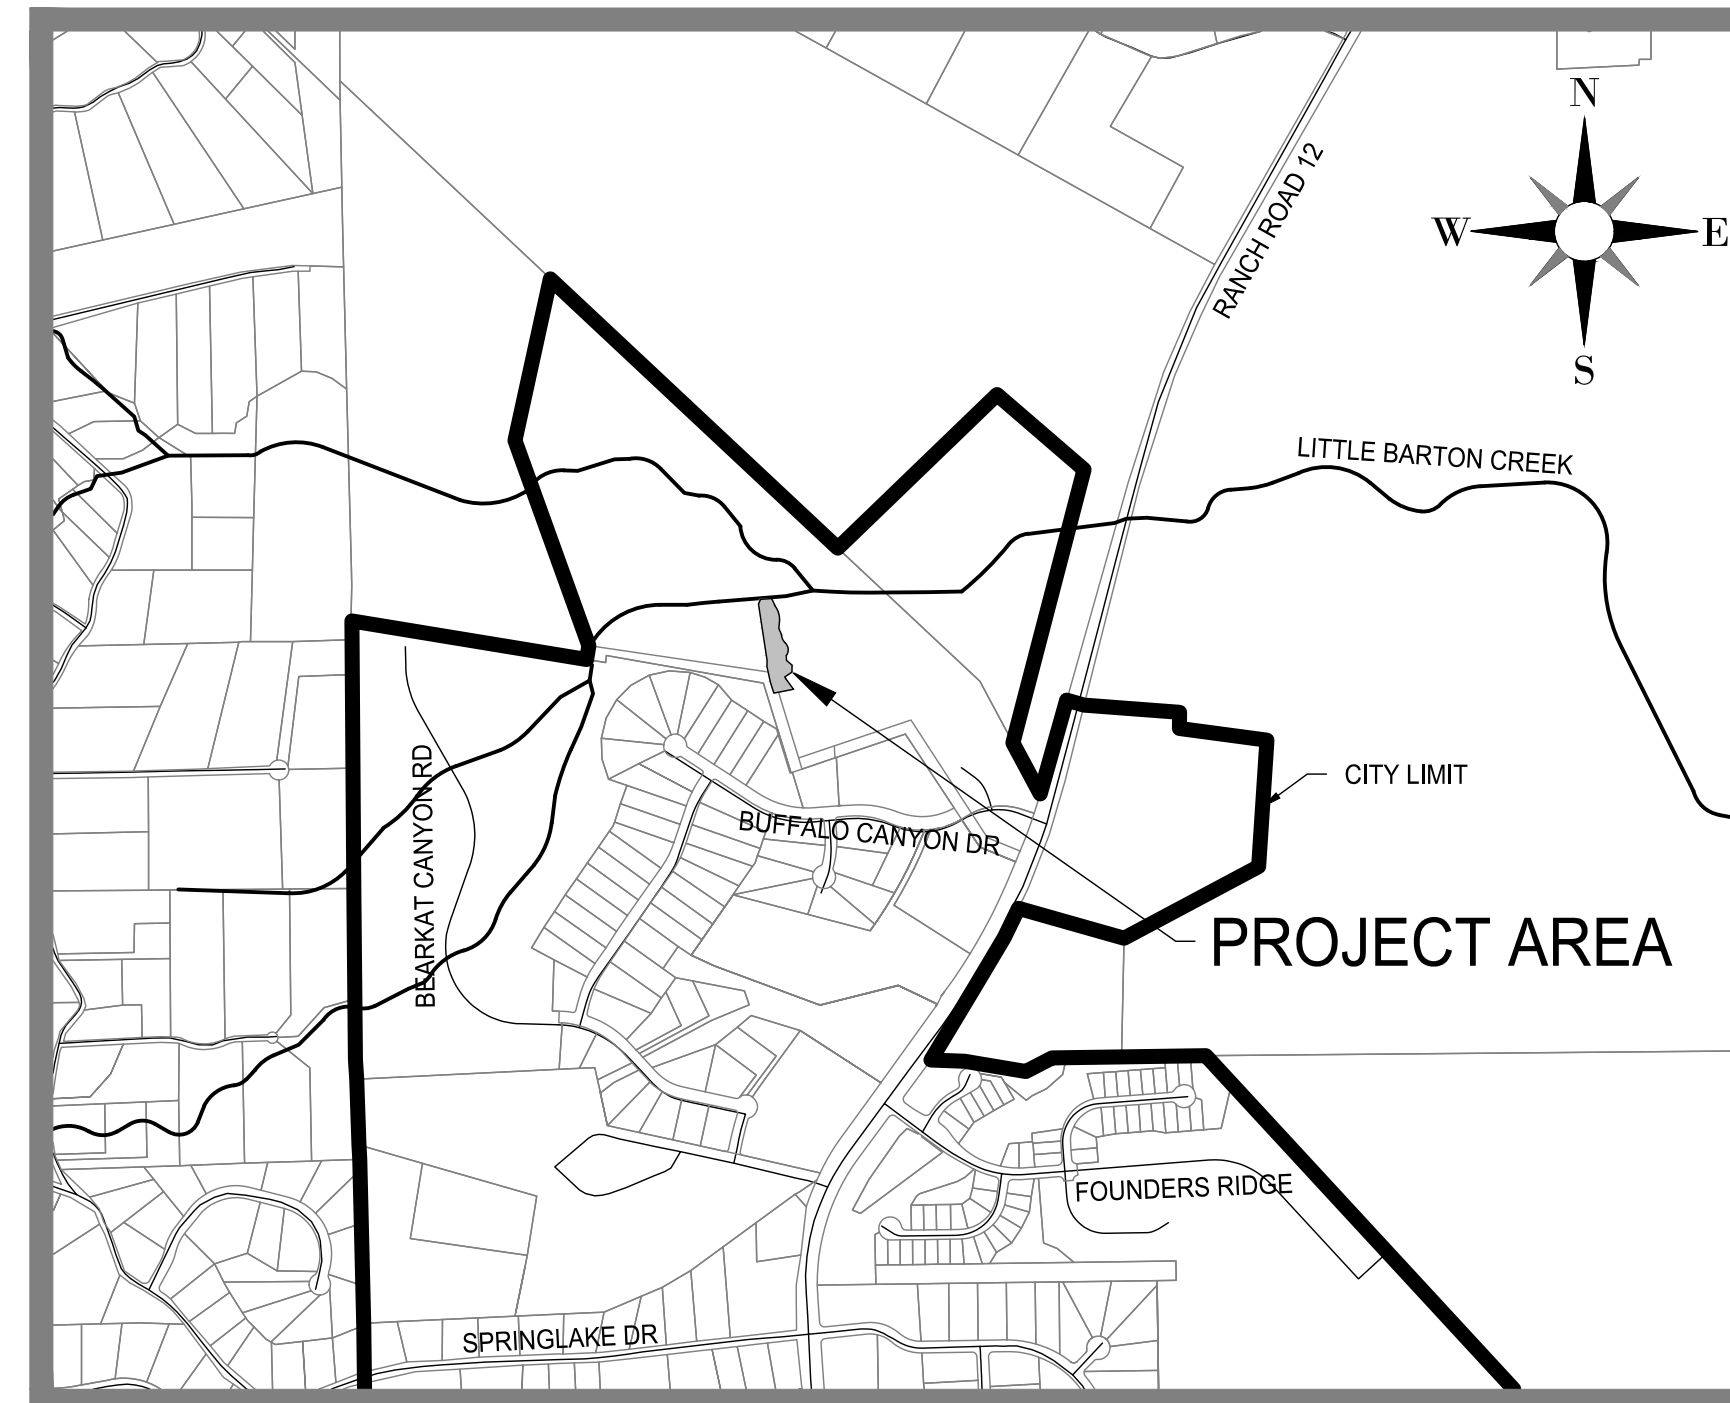 N
RANCH ROAD 12
W
E
S
LITTLE BARTON CREEK
CITY LIMIT
BEARKAT CANYON RD
BUFFALO CANYON DR
PROJECT AREA
FOUNDERS RIDGE
SPRINGLAKE DR